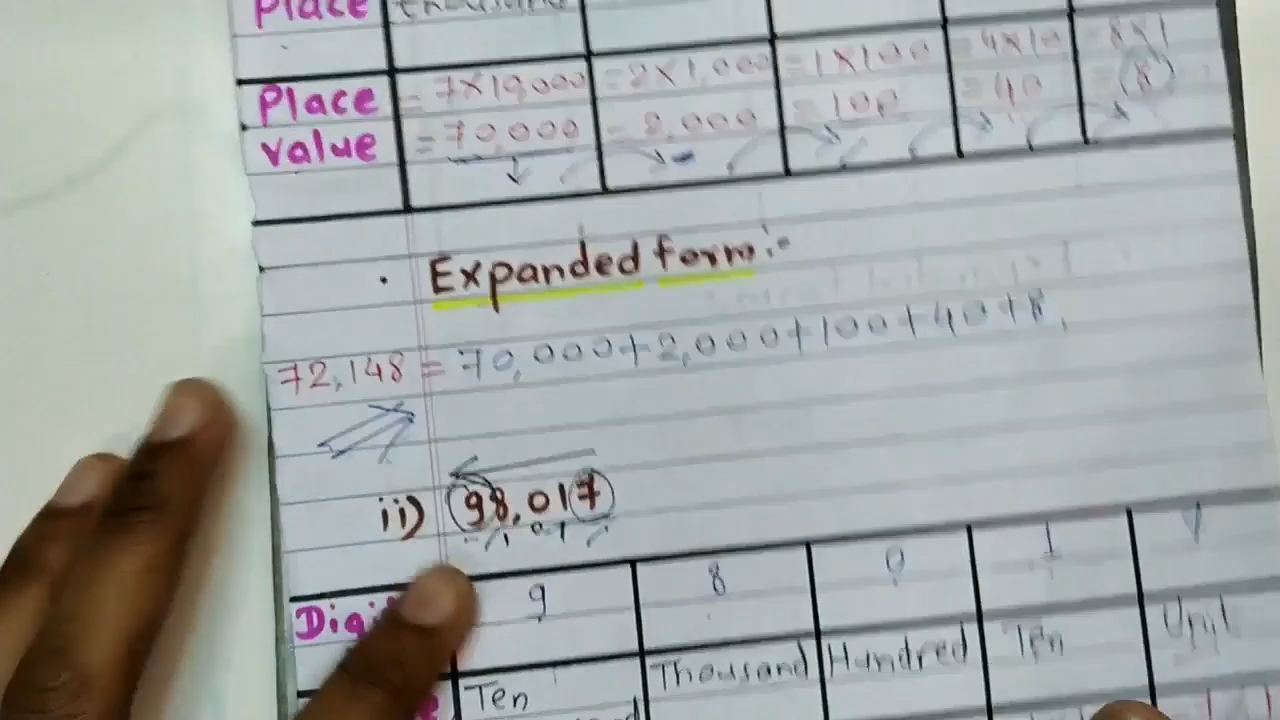 Place thousand
Place = 7×10,000 = 2×1,000 = 1×100 = 4×10 = 8×1
value = 70,000 = 2,000 = 100 = 40 = 8
Expanded form :-
72,148 = 70,000+2,000+100+40+8,
ii) 98,017
Digit 9 8 0 1 7
Ten Thousand Hundred Ten Unit